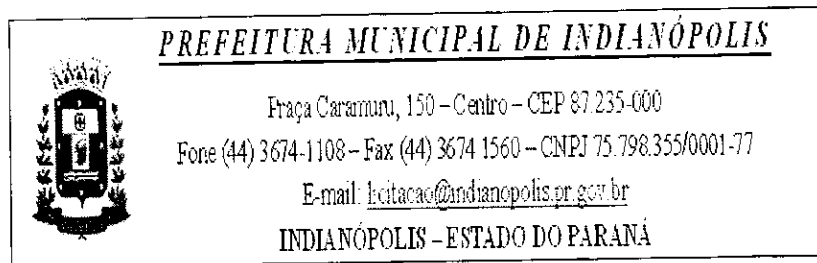 PREFEITURA MUNICIPAL DE INDIANÓPOLIS
Praça Caramuru, 150 – Centro – CEP 87.235-000
Fone (44) 3674-1108 – Fax (44) 3674 1560 – CNPJ 75.798.355/0001-77
E-mail: licitacao@indianopolis.pr.gov.br
INDIANÓPOLIS – ESTADO DO PARANÁ